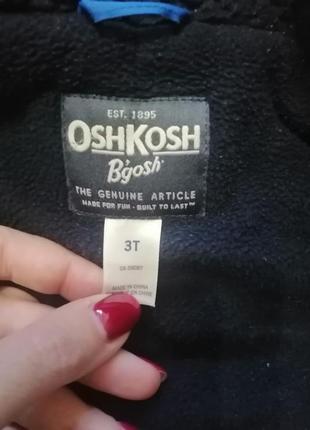 EST. 1895
OSHKOSH
B'gosh
THE GENUINE ARTICLE
MADE FOR FUN - BUILT TO LAST™
3T
MADE IN CHINA